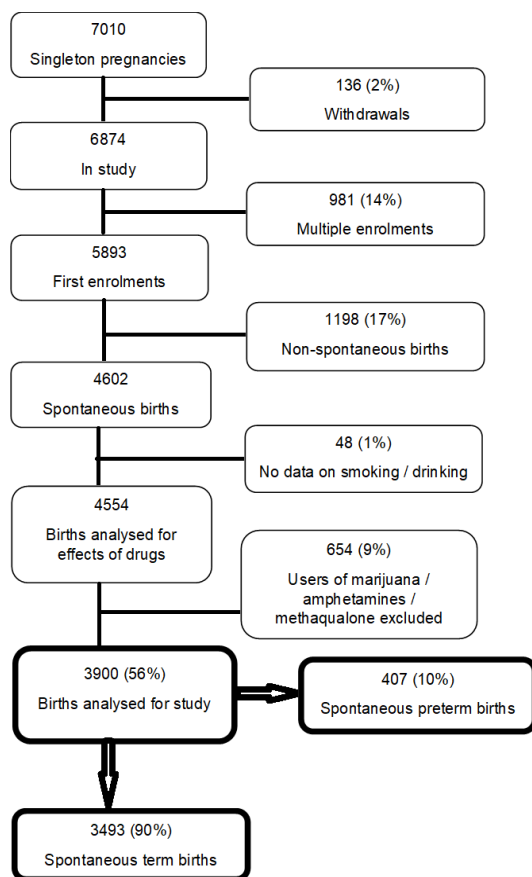 7010
Singleton pregnancies
136 (2%)
Withdrawals
6874
In study
981 (14%)
Multiple enrolments
5893
First enrolments
1198 (17%)
Non-spontaneous births
4602
Spontaneous births
48 (1%)
No data on smoking / drinking
4554
Births analysed for
effects of drugs
654 (9%)
Users of marijuana /
amphetamines /
methaqualone excluded
3900 (56%)
Births analysed for study
407 (10%)
Spontaneous preterm births
3493 (90%)
Spontaneous term births